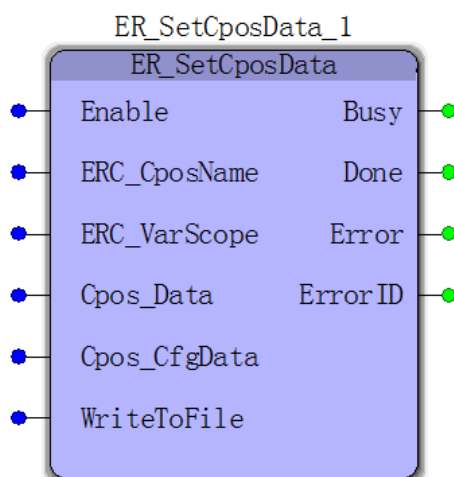 ER_SetCposData_1
ER_SetCposData
Enable Busy
ERC_CposName Done
ERC_VarScope Error
Cpos_Data ErrorID
Cpos_CfgData
WriteToFile